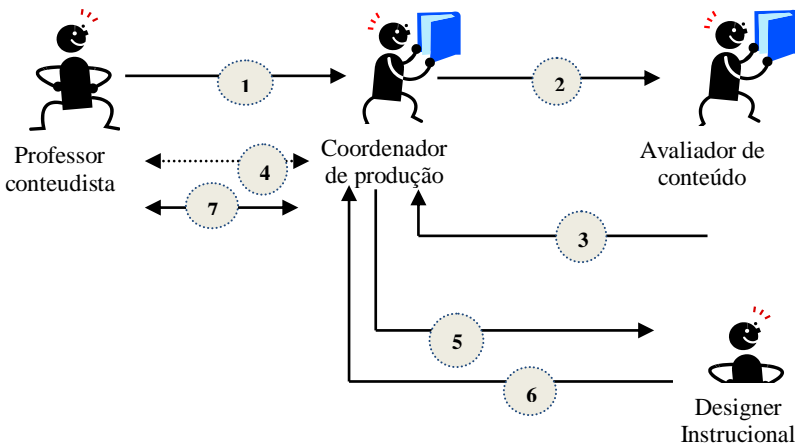 1
2
Professor
conteudista
Coordenador
de produção
Avaliador de
conteúdo
4
7
3
5
6
Designer
Instrucional